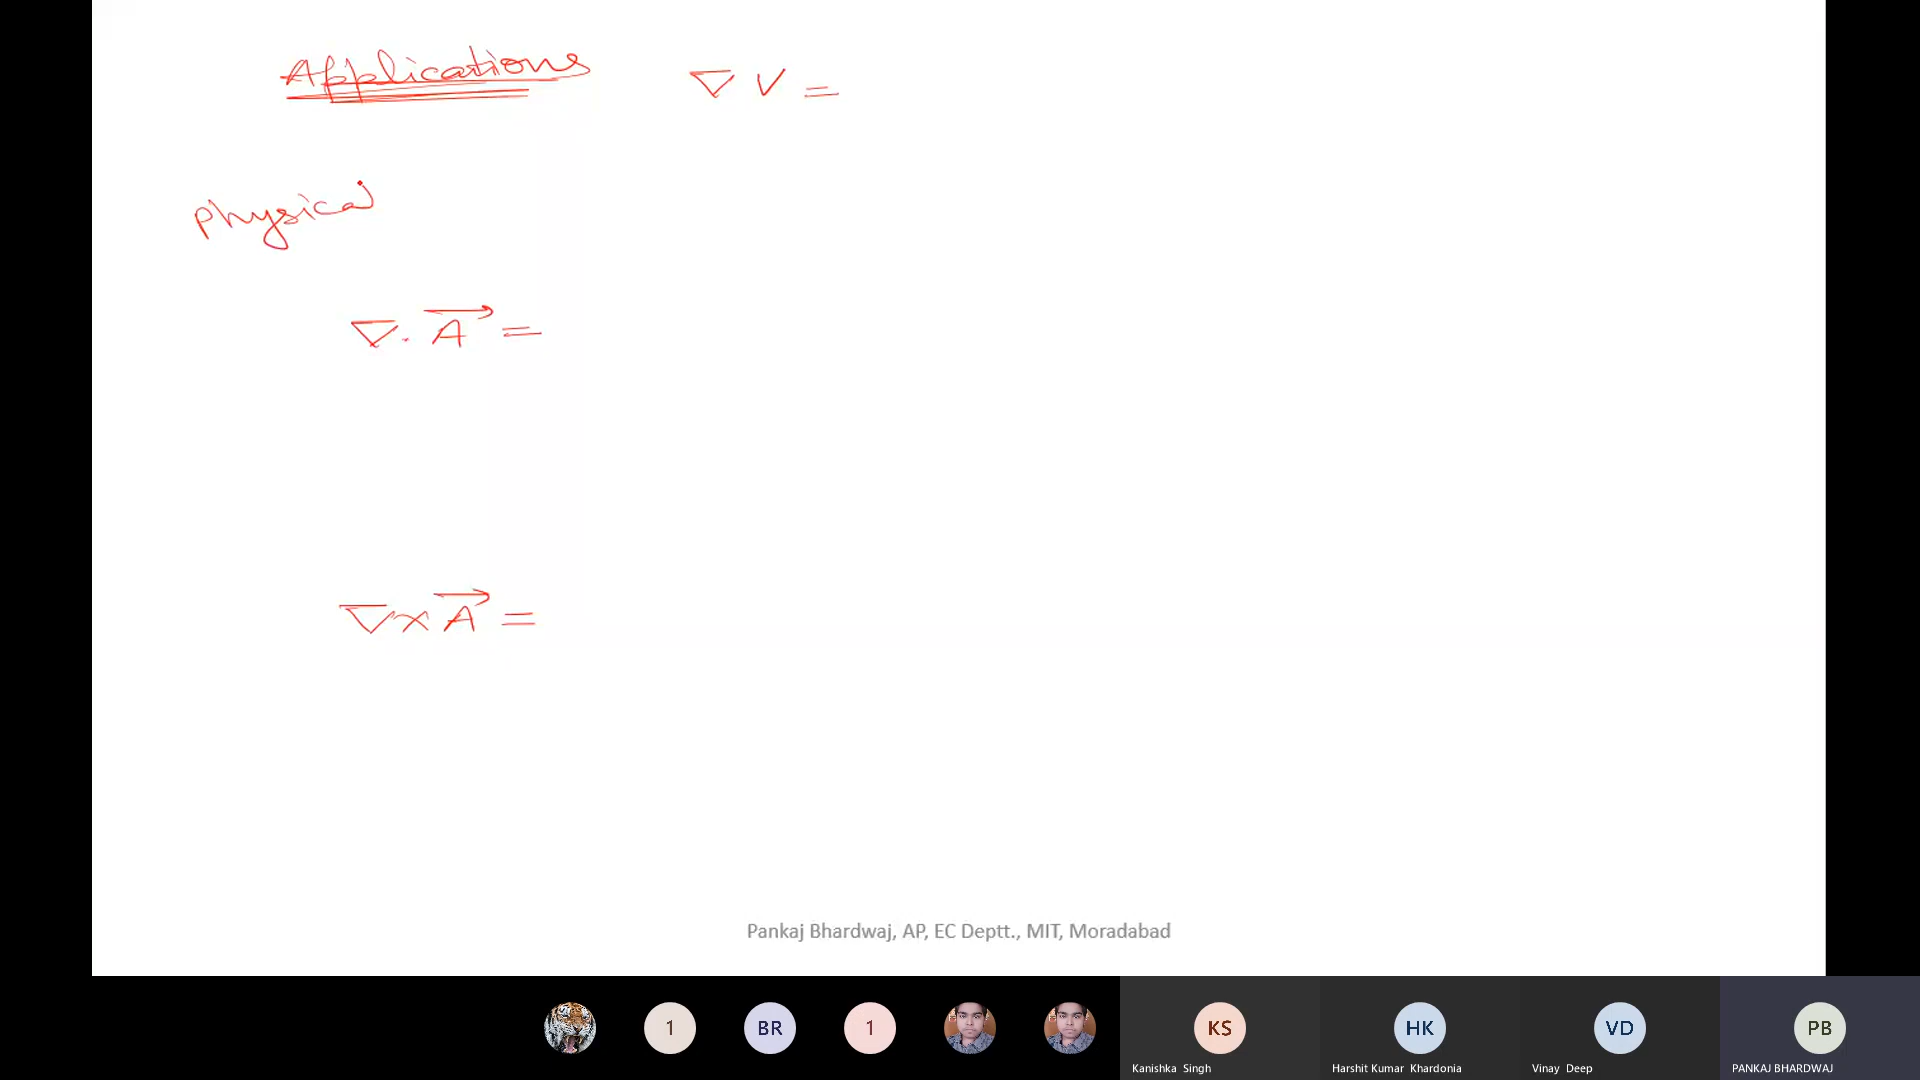 Applications ∇ V =
Physical
∇ · A⃗ =
∇ × A⃗ =
Pankaj Bhardwaj, AP, EC Deptt., MIT, Moradabad
1 BR 1 KS HK VD PB
Kanishka Singh Harshit Kumar Khardonia Vinay Deep PANKAJ BHARDWAJ